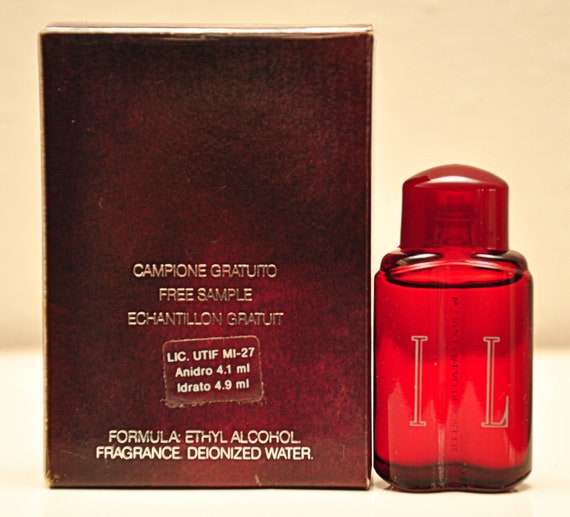 CAMPIONE GRATUITO
FREE SAMPLE
ECHANTILLON GRATUIT
LIC. UTIF MI-27
Anidro 4.1 ml
Idrato 4.9 ml
FORMULA: ETHYL ALCOHOL.
FRAGRANCE. DEIONIZED WATER.
I L